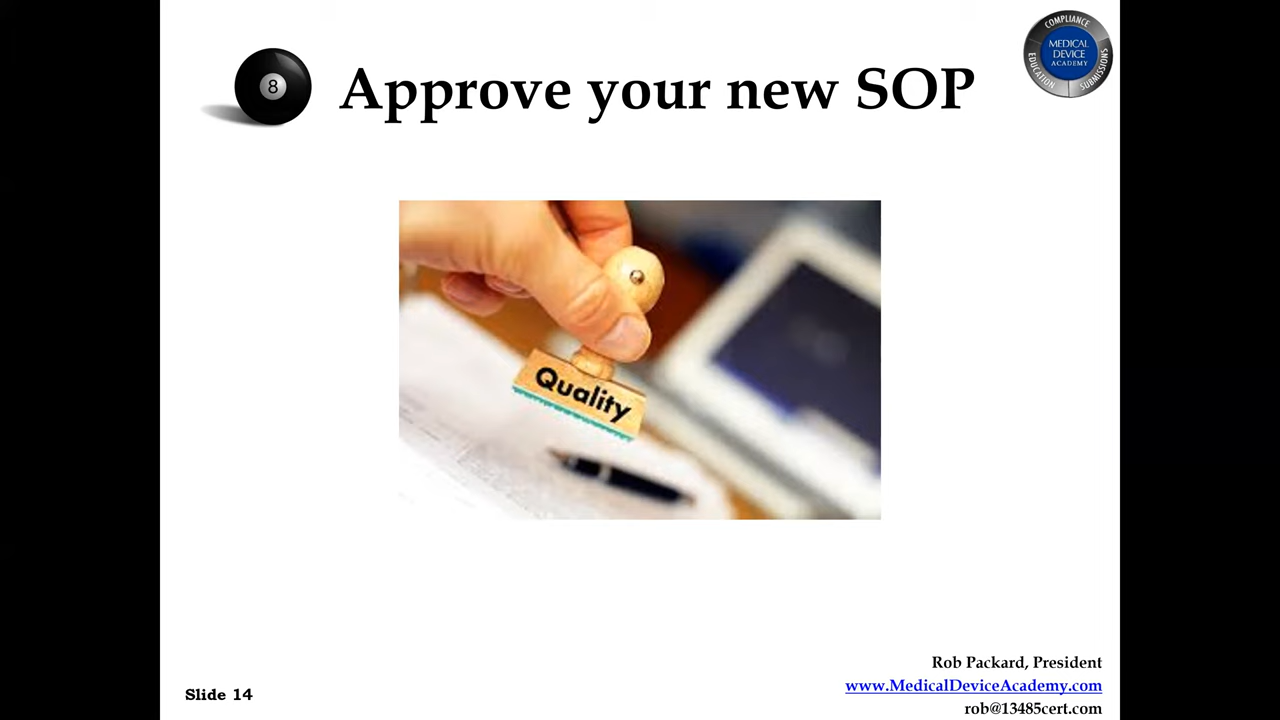 8
Approve your new SOP
COMPLIANCE
MEDICAL
DEVICE
ACADEMY
EDUCATION
SUBMISSIONS
Quality
Rob Packard, President
www.MedicalDeviceAcademy.com
rob@13485cert.com
Slide 14